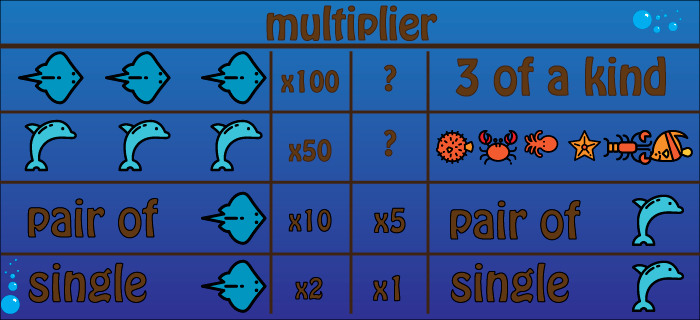 multiplier
x100 ? 3 of a kind
x50 ?
pair of x10 x5 pair of
single x2 x1 single